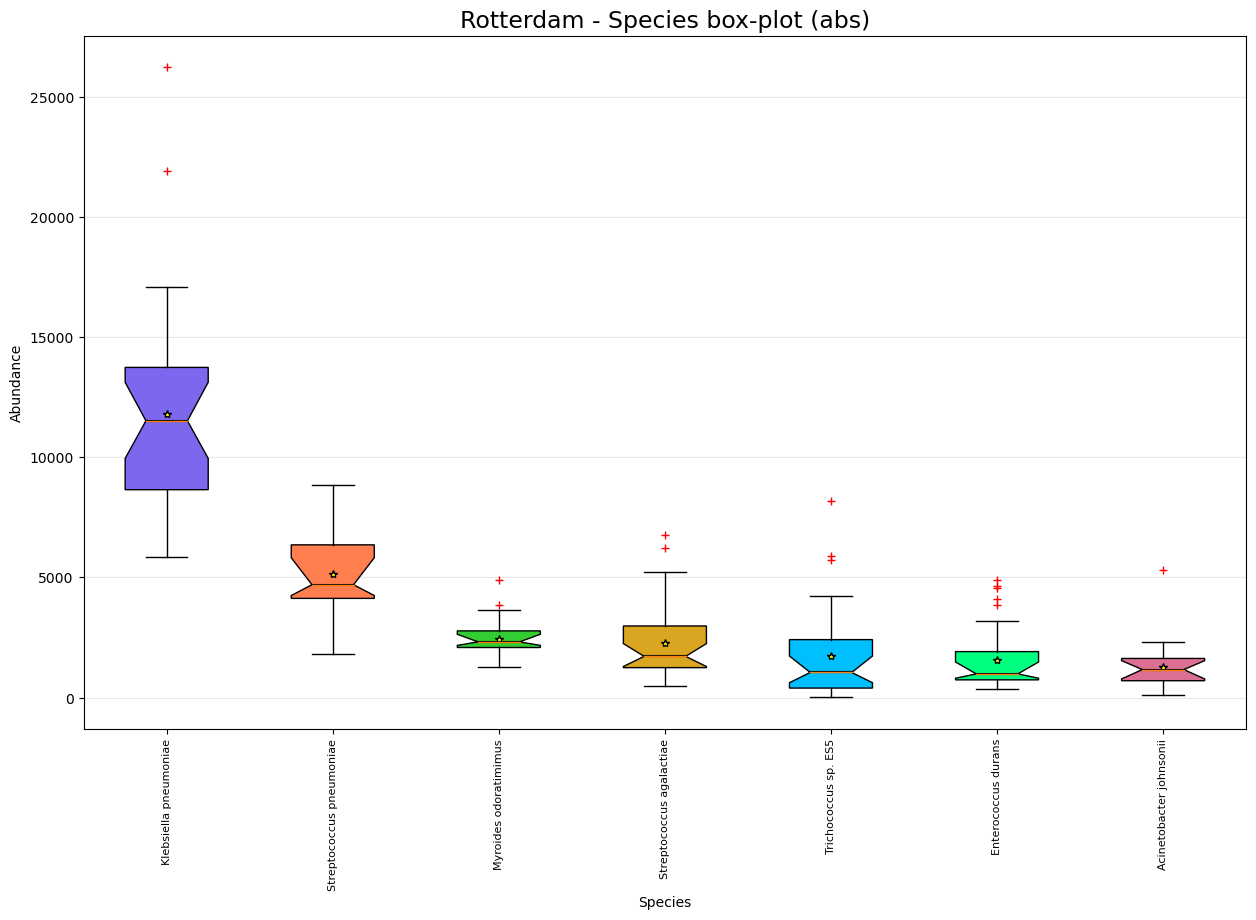 Rotterdam - Species box-plot (abs)
25000
20000
15000
10000
5000
0
Abundance
Klebsiella pneumoniae
Streptococcus pneumoniae
Myroides odoratimimus
Streptococcus agalactiae
Trichococcus sp. ES5
Enterococcus durans
Acinetobacter johnsonii
Species